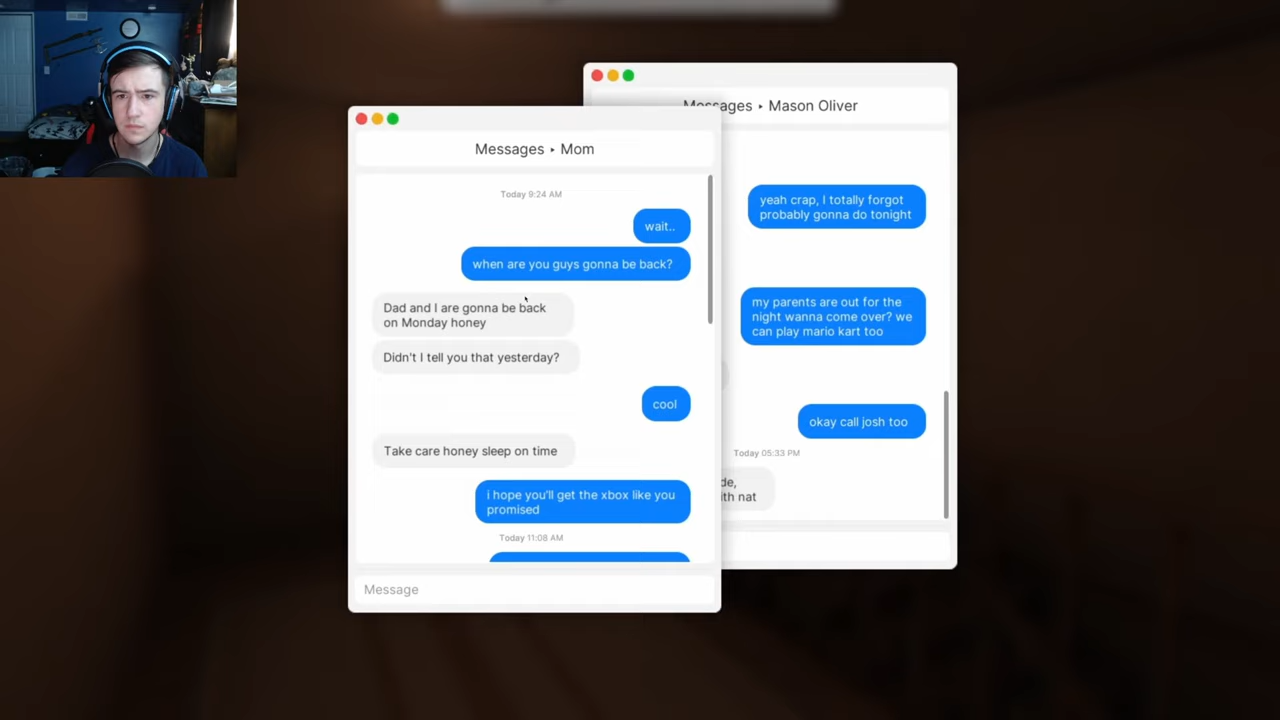 Messages ▸ Mason Oliver
Messages ▸ Mom
Today 9:24 AM
wait..
when are you guys gonna be back?
Dad and I are gonna be back
on Monday honey
Didn't I tell you that yesterday?
cool
Take care honey sleep on time
i hope you'll get the xbox like you
promised
Today 11:08 AM
Message
yeah crap, I totally forgot
probably gonna do tonight
my parents are out for the
night wanna come over? we
can play mario kart too
okay call josh too
Today 05:33 PM
de,
ith nat